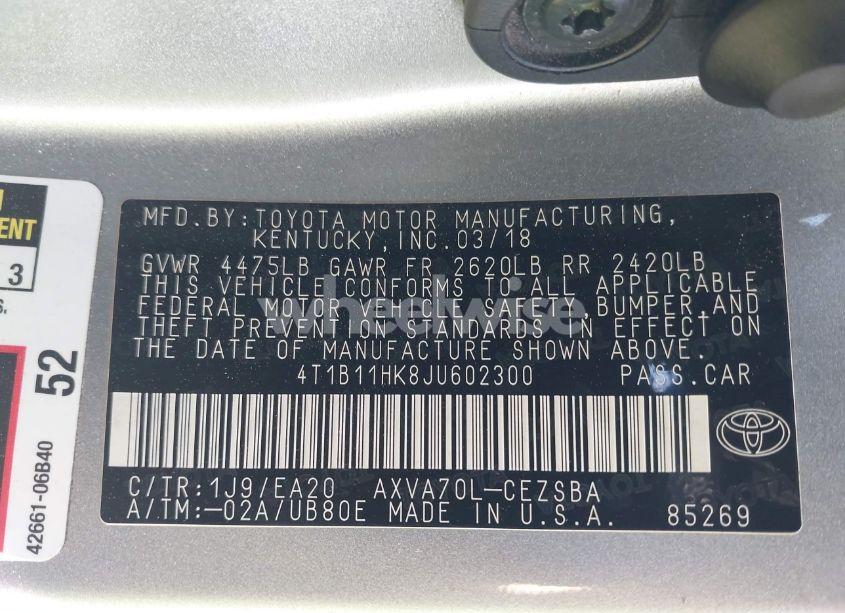 ENT
3
S.
52
42661-06B40
MFD.BY:TOYOTA MOTOR MANUFACTURING,
KENTUCKY,INC.03/18
GVWR 4475LB GAWR FR 2620LB RR 2420LB
THIS VEHICLE CONFORMS TO ALL APPLICABLE
FEDERAL MOTOR VEHICLE SAFETY,BUMPER,AND
THEFT PREVENTION STANDARDS IN EFFECT ON
THE DATE OF MANUFACTURE SHOWN ABOVE.
wheelwise
4T1B11HK8JU602300 PASS.CAR
C/TR:1J9/EA20 AXVA70L-CEZSBA
A/TM:-02A/UB80E MADE IN U.S.A. 85269